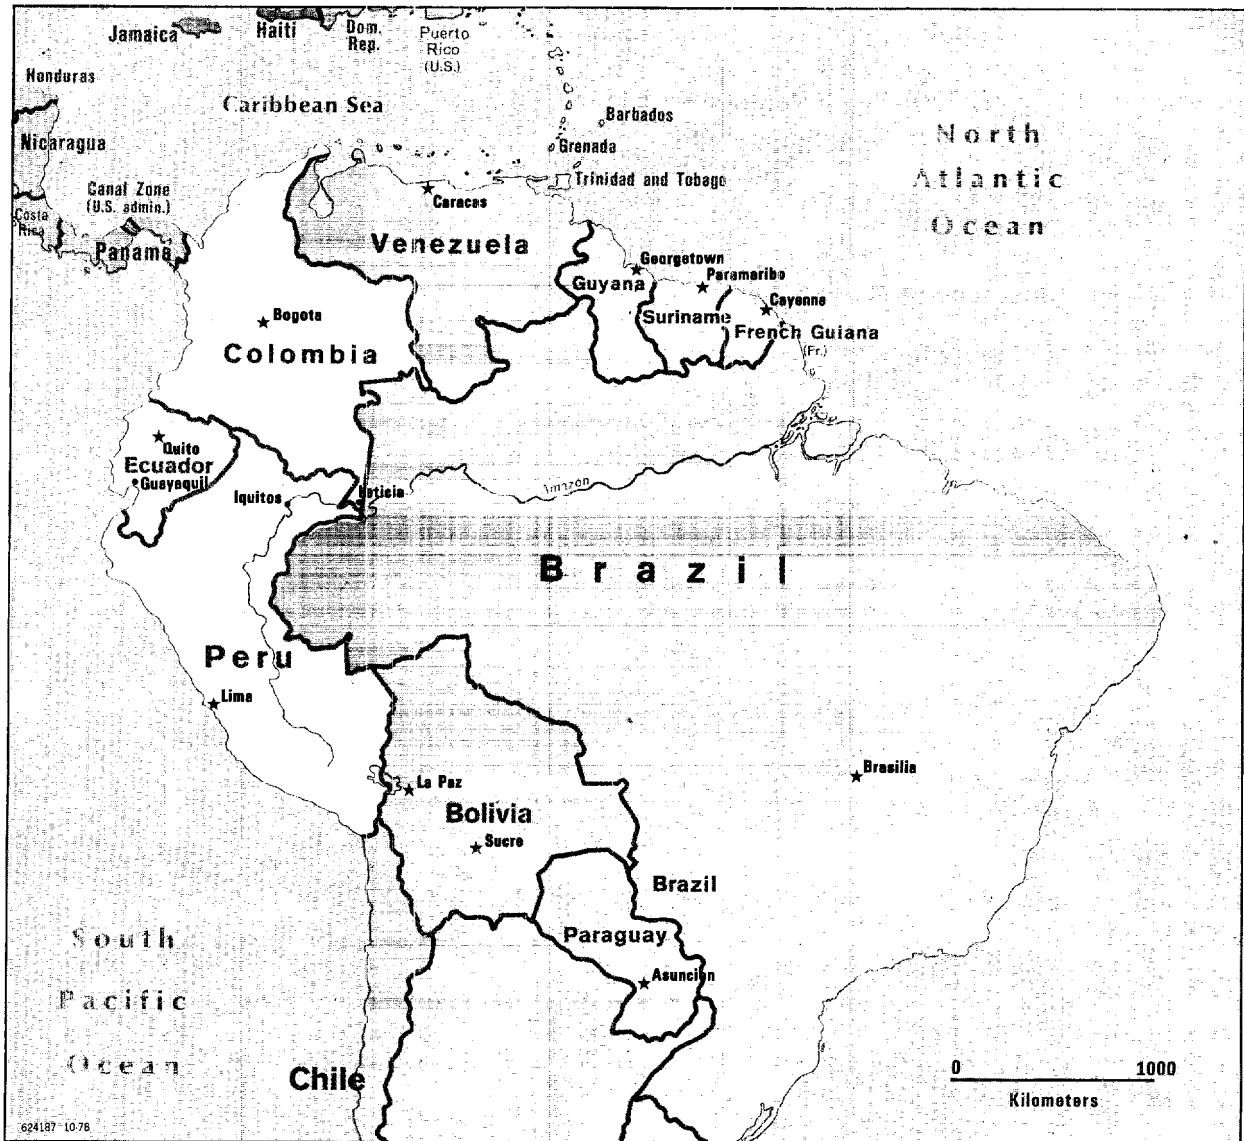 Jamaica
Haiti
Dom.
Rep.
Puerto
Rico
(U.S.)
Honduras
Caribbean Sea
Barbados
North
Atlantic
Ocean
Nicaragua
Grenada
Trinidad and Tobago
Canal Zone
(U.S. admin.)
Caracas
Costa
Rica
Panamá
Venezuela
Georgetown
Paramaribo
Guyana
Cayenne
Suriname
French Guiana
(Fr.)
Bogota
Colombia
Quito
Ecuador
Guayaquil
Iquitos
Leticia
Amazon
Brazil
Peru
Lima
La Paz
Brasilia
Bolivia
Sucre
Brazil
Paraguay
Asuncion
South
Pacific
Ocean
Chile
0 1000
Kilometers
624187 10-78